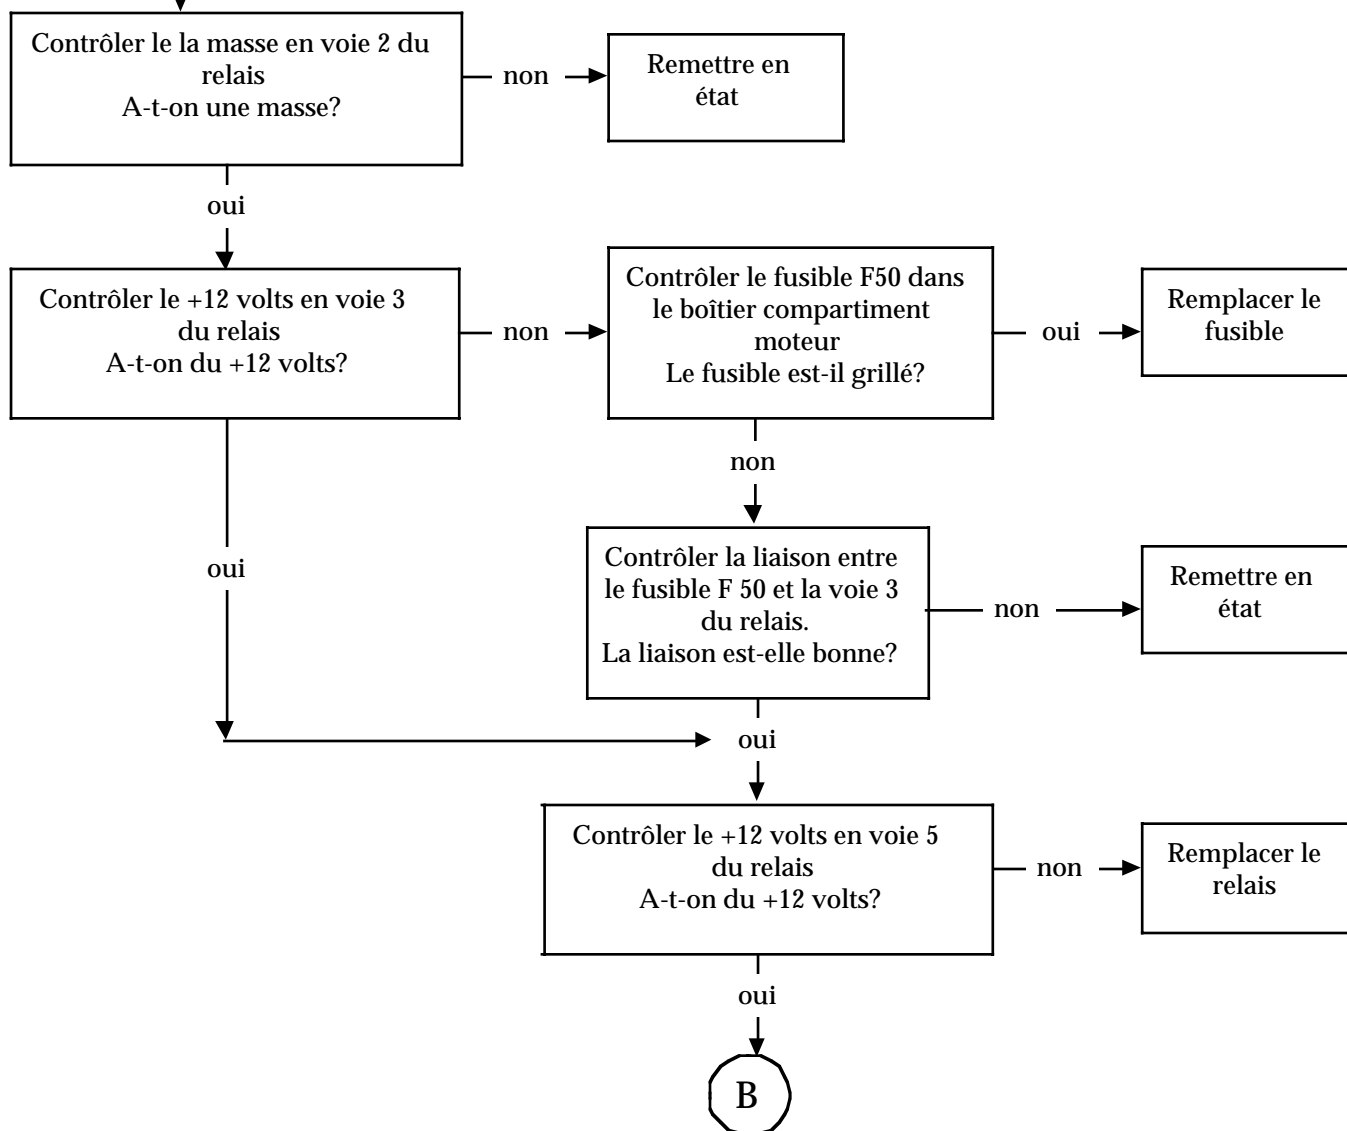 Contrôler le la masse en voie 2 du
relais
A-t-on une masse?
non
Remettre en
état
oui
Contrôler le +12 volts en voie 3
du relais
A-t-on du +12 volts?
non
Contrôler le fusible F50 dans
le boîtier compartiment
moteur
Le fusible est-il grillé?
oui
Remplacer le
fusible
non
oui
Contrôler la liaison entre
le fusible F 50 et la voie 3
du relais.
La liaison est-elle bonne?
non
Remettre en
état
oui
Contrôler le +12 volts en voie 5
du relais
A-t-on du +12 volts?
non
Remplacer le
relais
oui
B